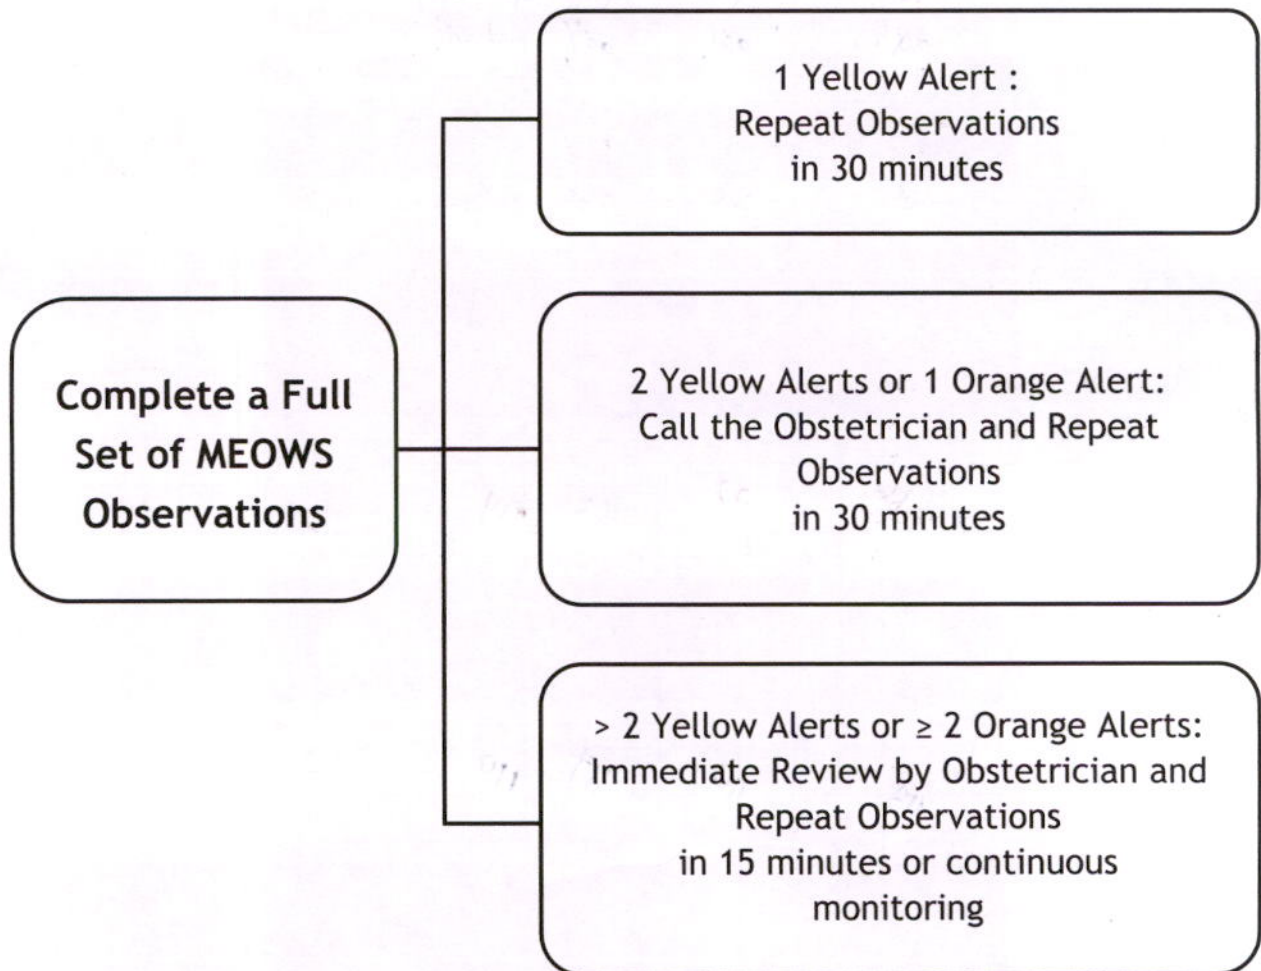 Complete a Full
Set of MEOWS
Observations
1 Yellow Alert :
Repeat Observations
in 30 minutes
2 Yellow Alerts or 1 Orange Alert:
Call the Obstetrician and Repeat
Observations
in 30 minutes
> 2 Yellow Alerts or ≥ 2 Orange Alerts:
Immediate Review by Obstetrician and
Repeat Observations
in 15 minutes or continuous
monitoring